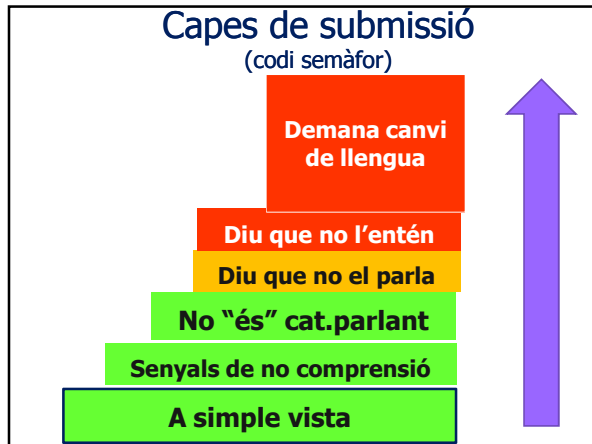 Capes de submissió
(codi semàfor)
Demana canvi
de llengua
Diu que no l’entén
Diu que no el parla
No “és” cat.parlant
Senyals de no comprensió
A simple vista